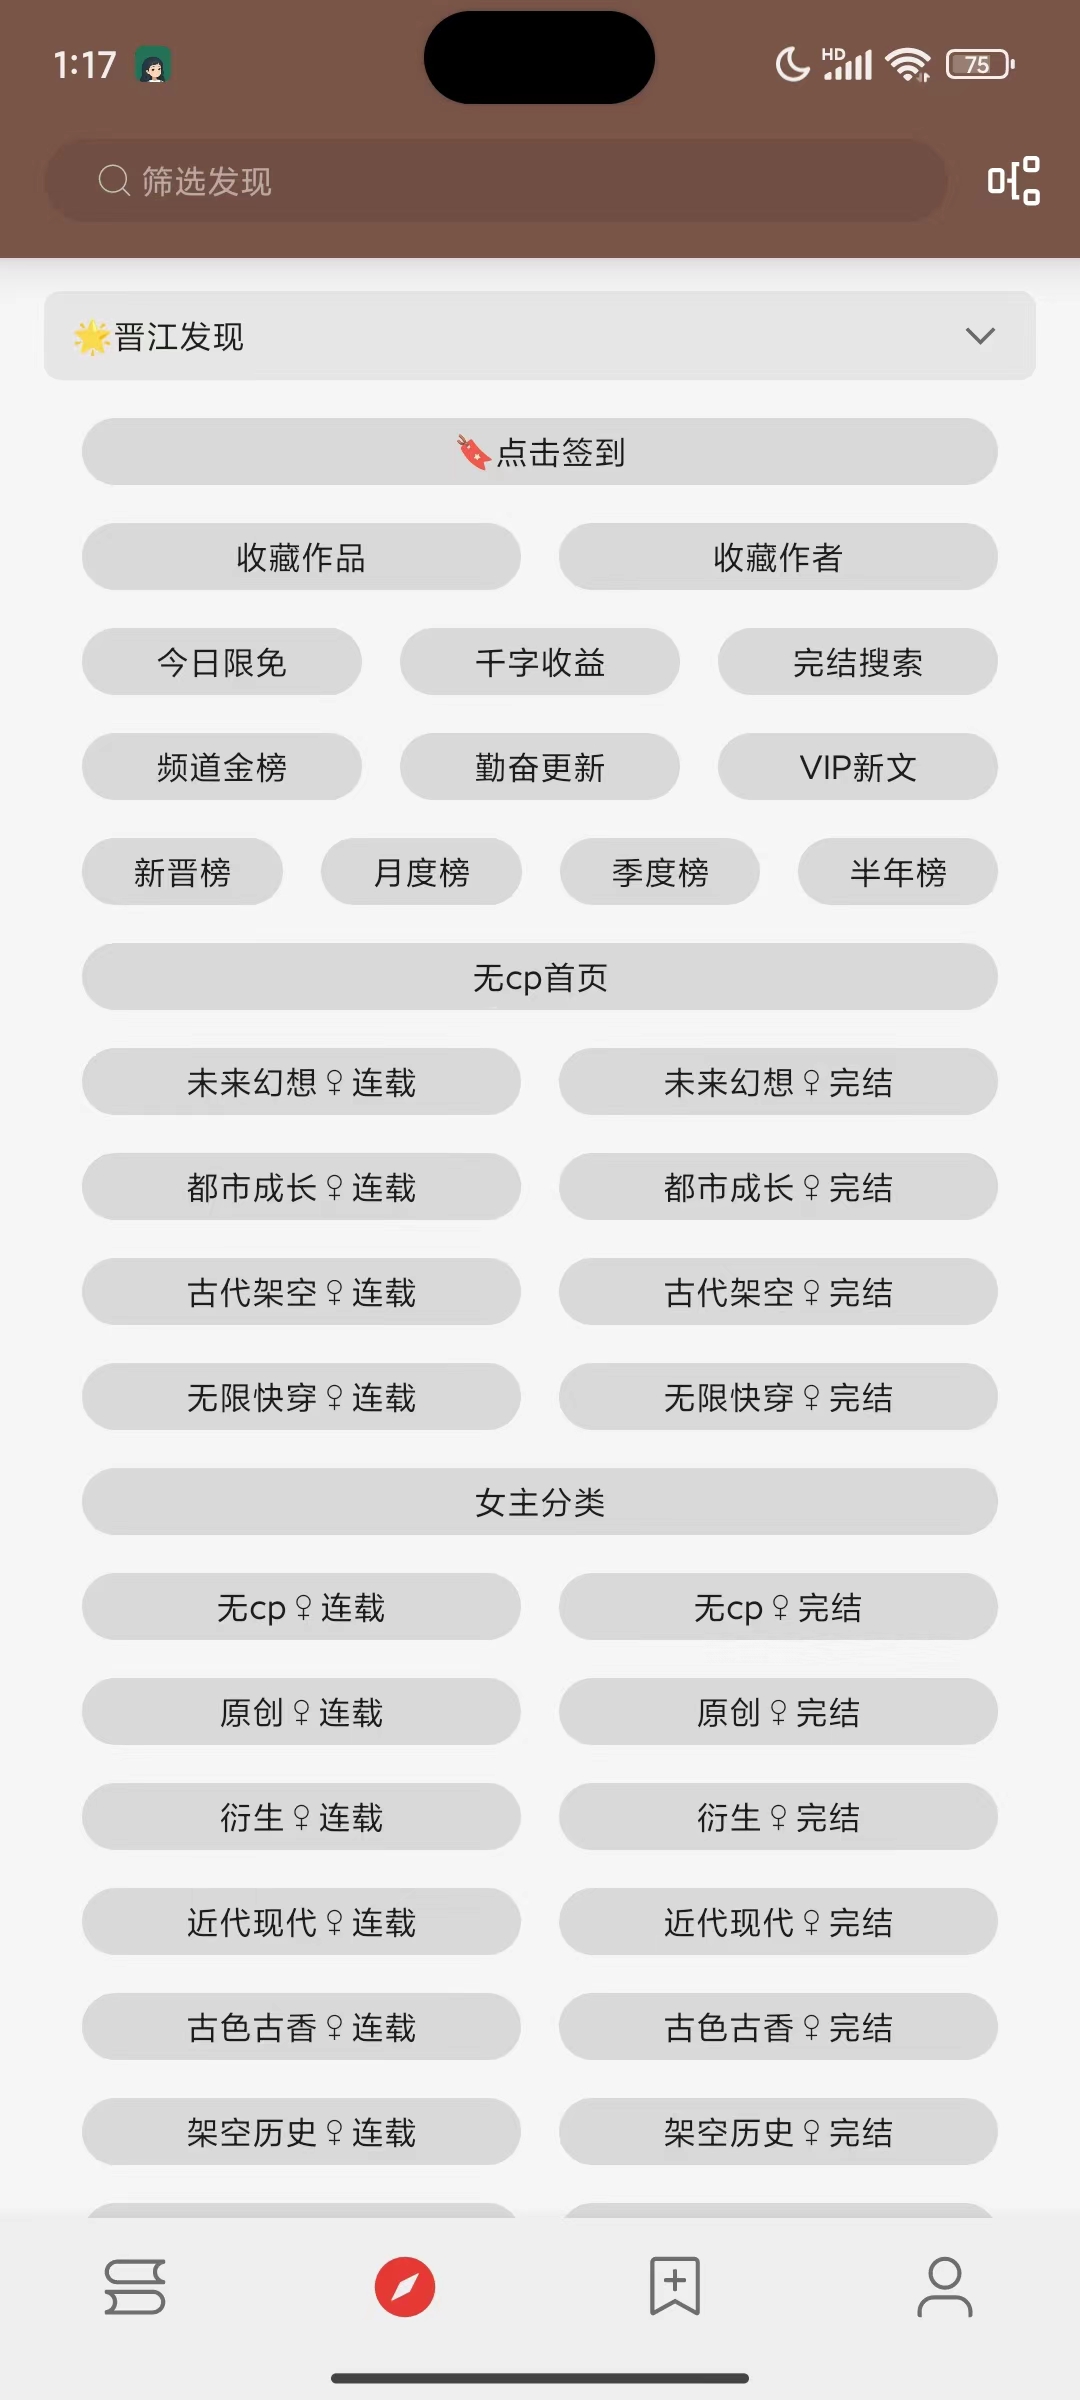 1:17 HD 75
筛选发现
🌟晋江发现
🔖点击签到
收藏作品 收藏作者
今日限免 千字收益 完结搜索
频道金榜 勤奋更新 VIP新文
新晋榜 月度榜 季度榜 半年榜
无cp首页
未来幻想♀连载 未来幻想♀完结
都市成长♀连载 都市成长♀完结
古代架空♀连载 古代架空♀完结
无限快穿♀连载 无限快穿♀完结
女主分类
无cp♀连载 无cp♀完结
原创♀连载 原创♀完结
衍生♀连载 衍生♀完结
近代现代♀连载 近代现代♀完结
古色古香♀连载 古色古香♀完结
架空历史♀连载 架空历史♀完结